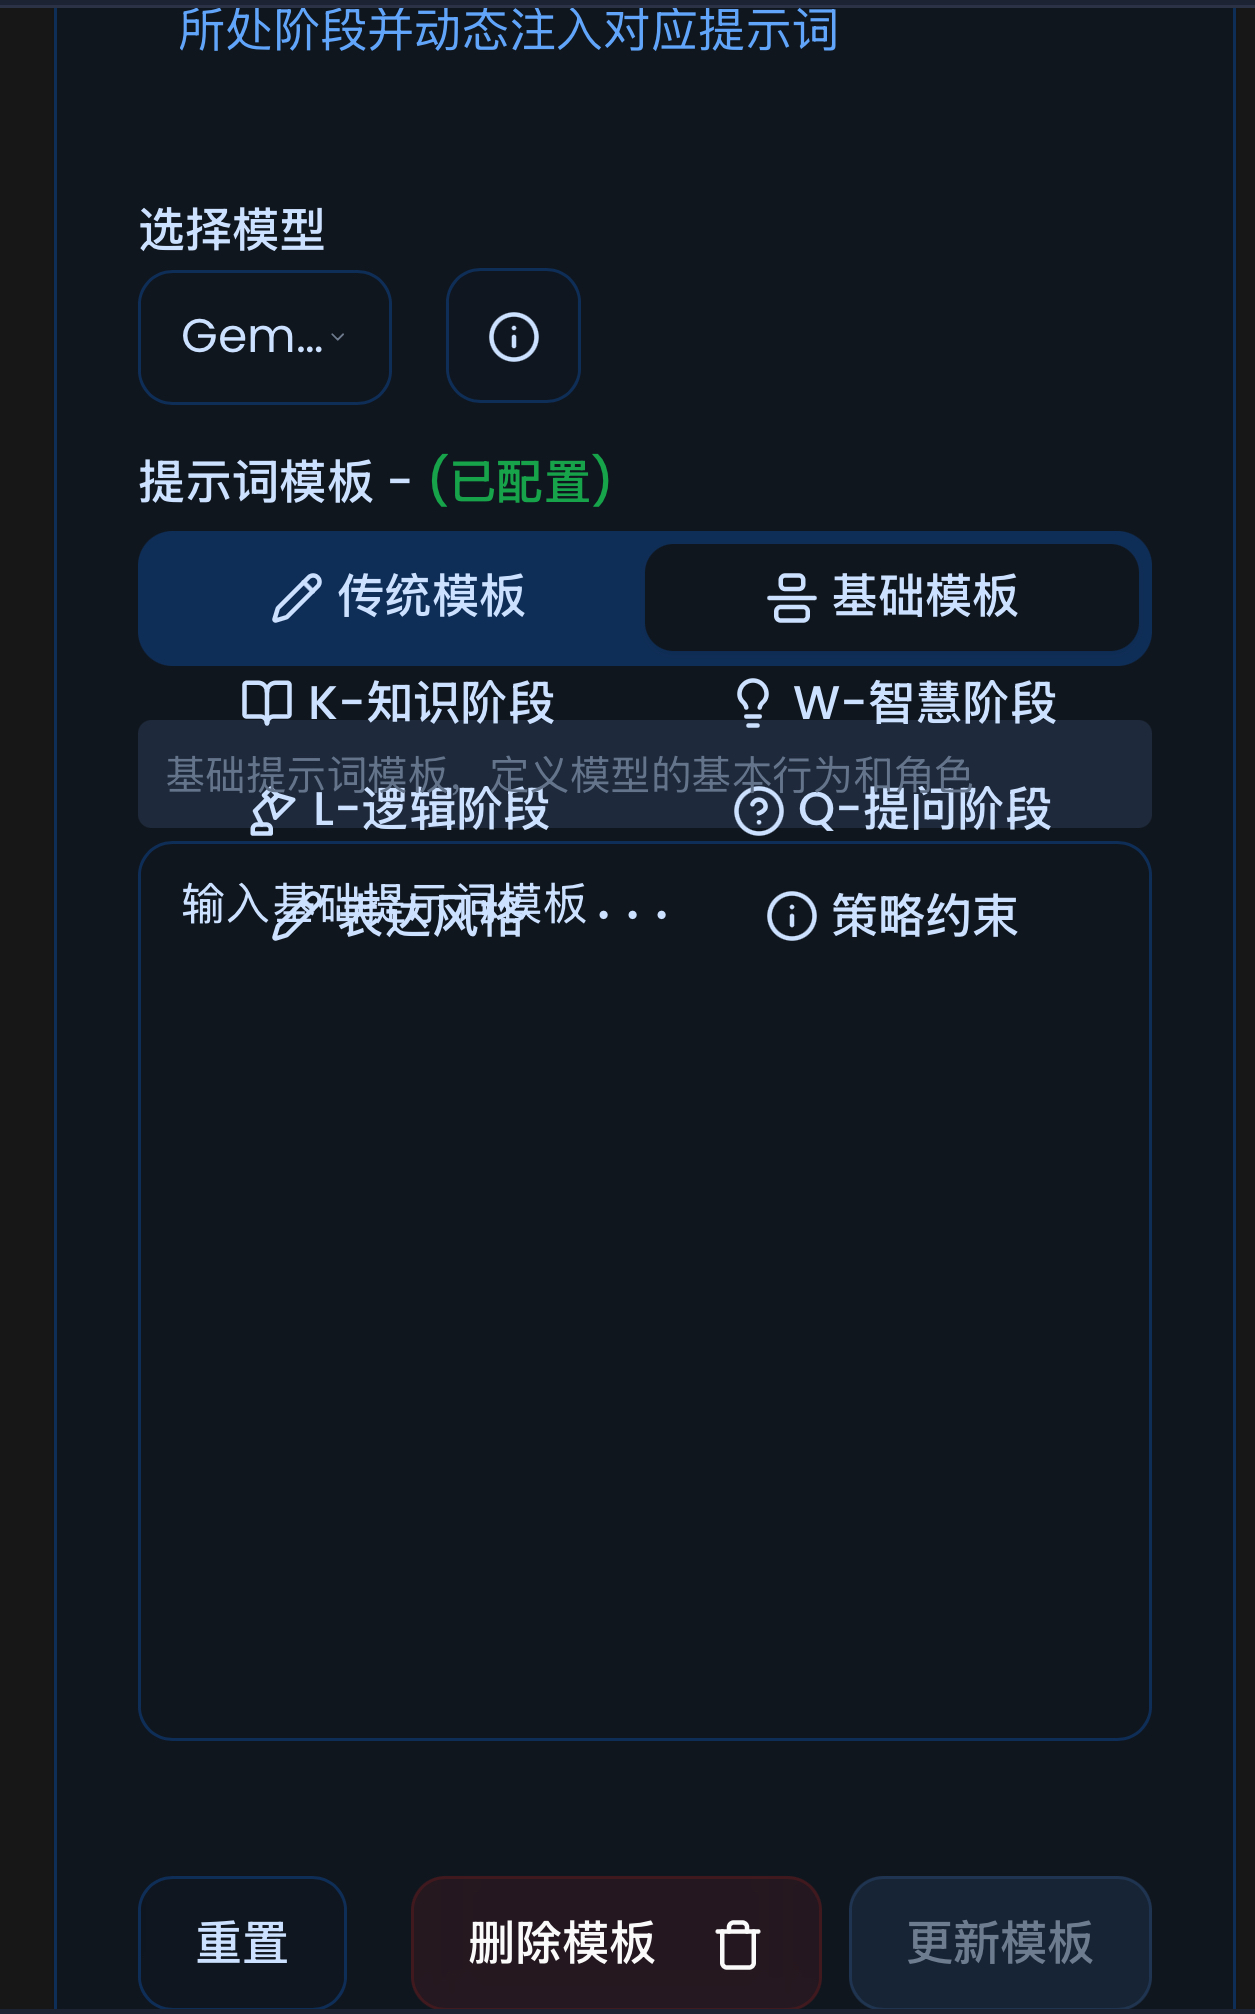 所处阶段并动态注入对应提示词
选择模型
Gem...
提示词模板 - (已配置)
传统模板
基础模板
K-知识阶段
W-智慧阶段
基础提示词模板，定义模型的基本行为和角色
L-逻辑阶段
Q-提问阶段
输入基础提示词模板...
表达风格
策略约束
重置
删除模板
更新模板